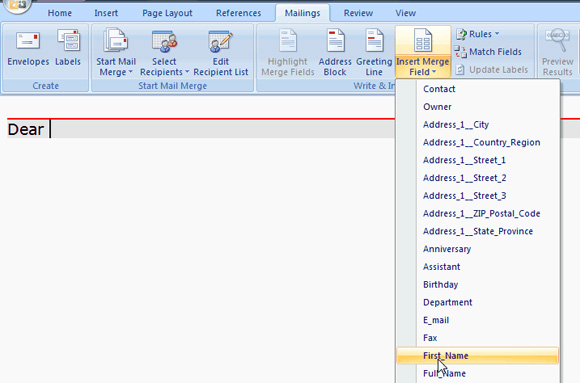 Home Insert Page Layout References Mailings Review View
Envelopes Labels Start Mail Merge Select Recipients Edit Recipient List Highlight Merge Fields Address Block Greeting Line Insert Merge Field Rules Match Fields Update Labels Preview Results
Create Start Mail Merge Write & In
Dear
Contact
Owner
Address_1__City
Address_1__Country_Region
Address_1__Street_1
Address_1__Street_2
Address_1__Street_3
Address_1__ZIP_Postal_Code
Address_1__State_Province
Anniversary
Assistant
Birthday
Department
E_mail
Fax
First_Name
Full_Name